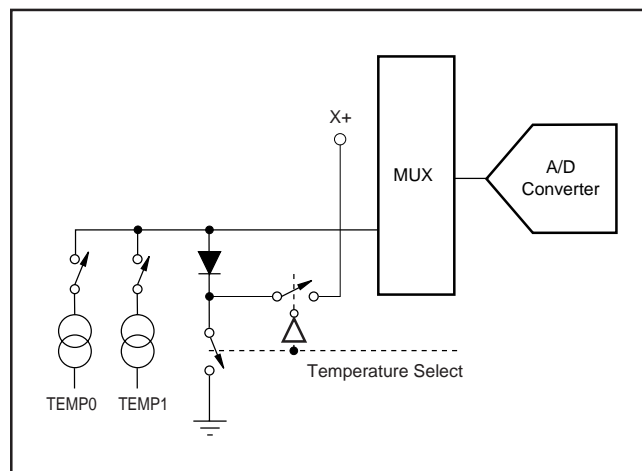 X+
MUX
A/D
Converter
Temperature Select
TEMP0 TEMP1